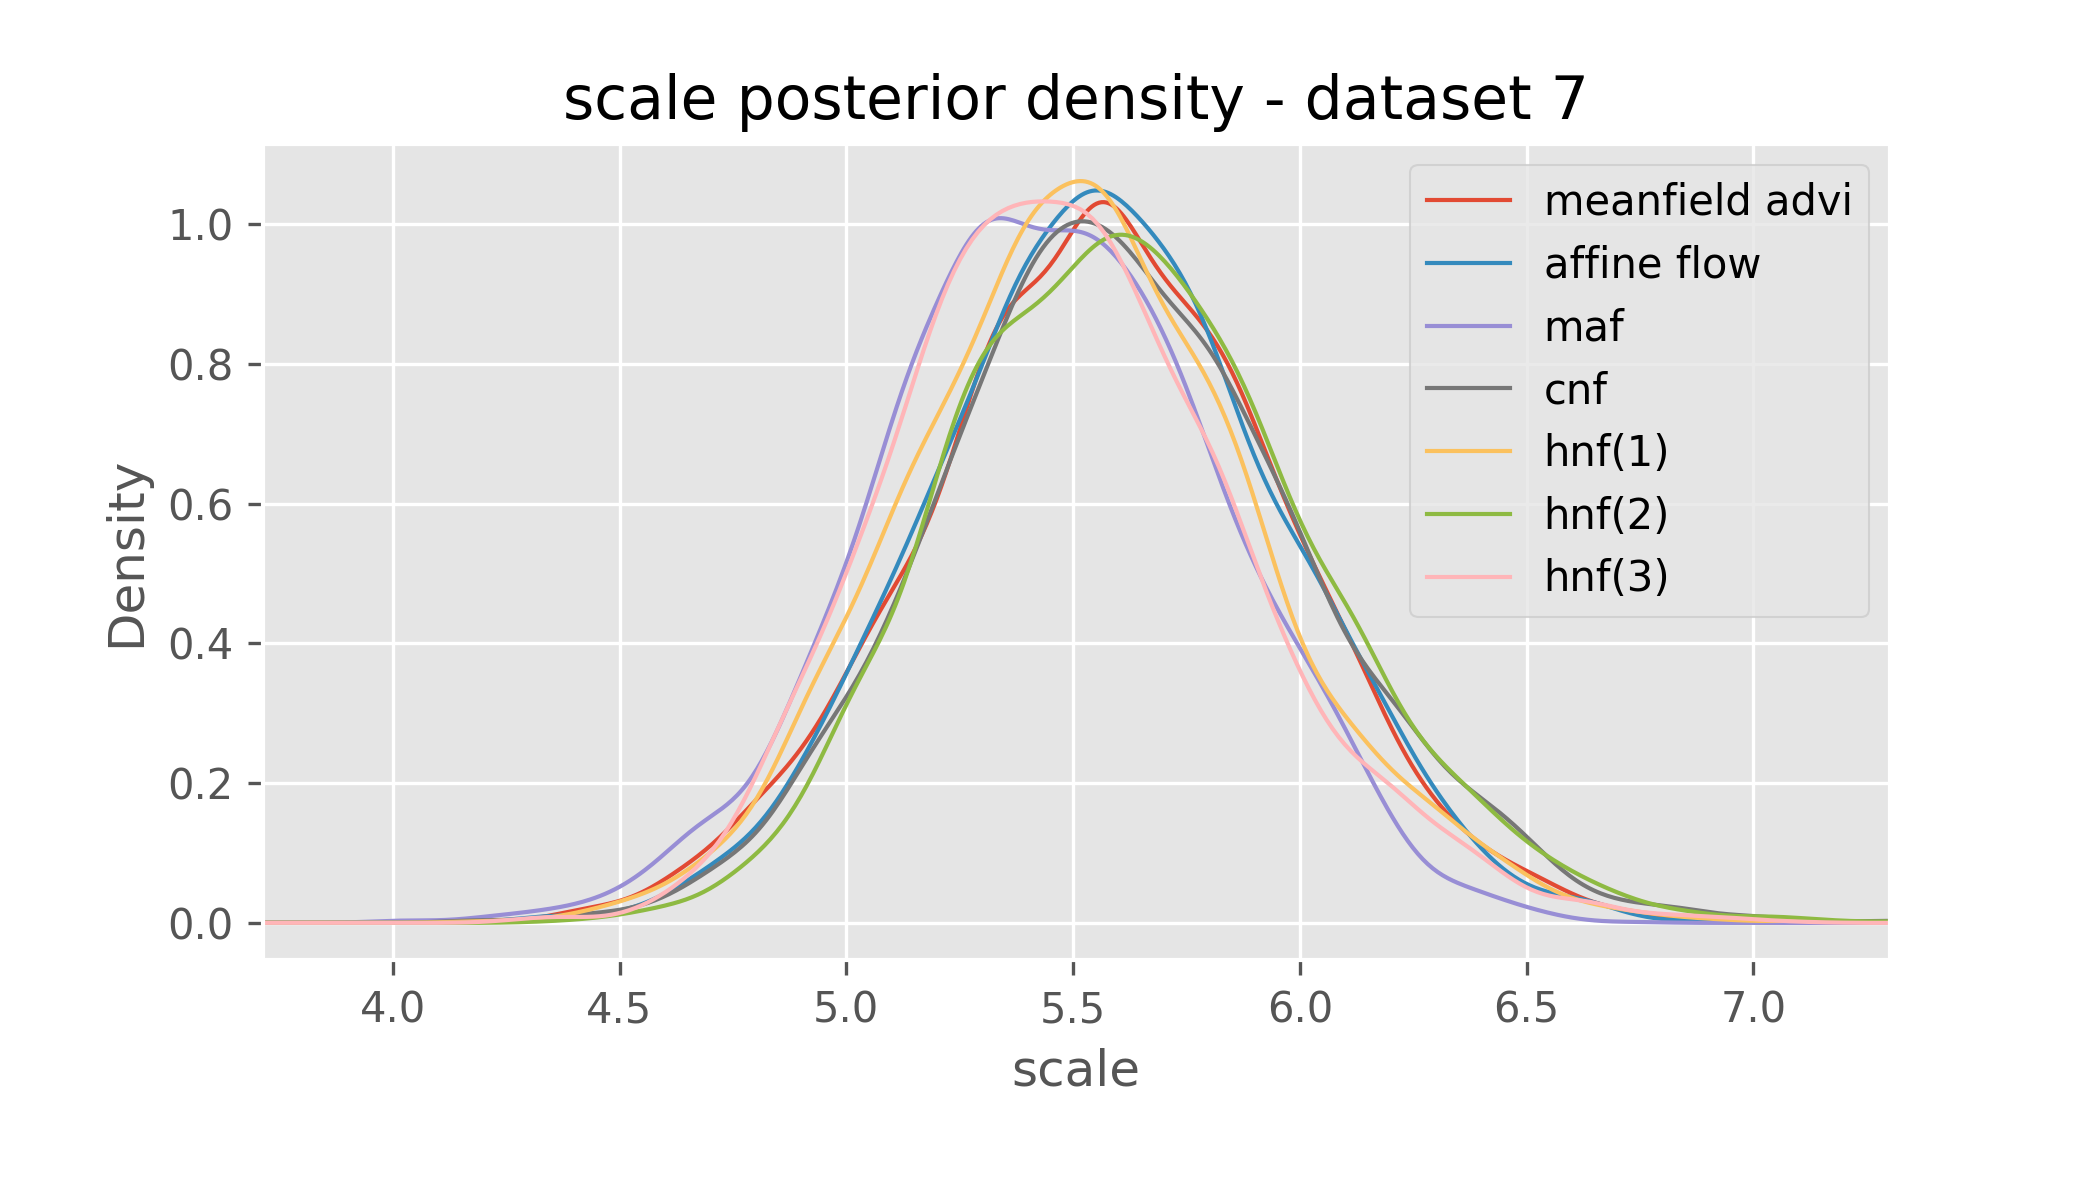 scale posterior density - dataset 7
meanfield advi
affine flow
maf
cnf
hnf(1)
hnf(2)
hnf(3)
Density
1.0
0.8
0.6
0.4
0.2
0.0
4.0 4.5 5.0 5.5 6.0 6.5 7.0
scale